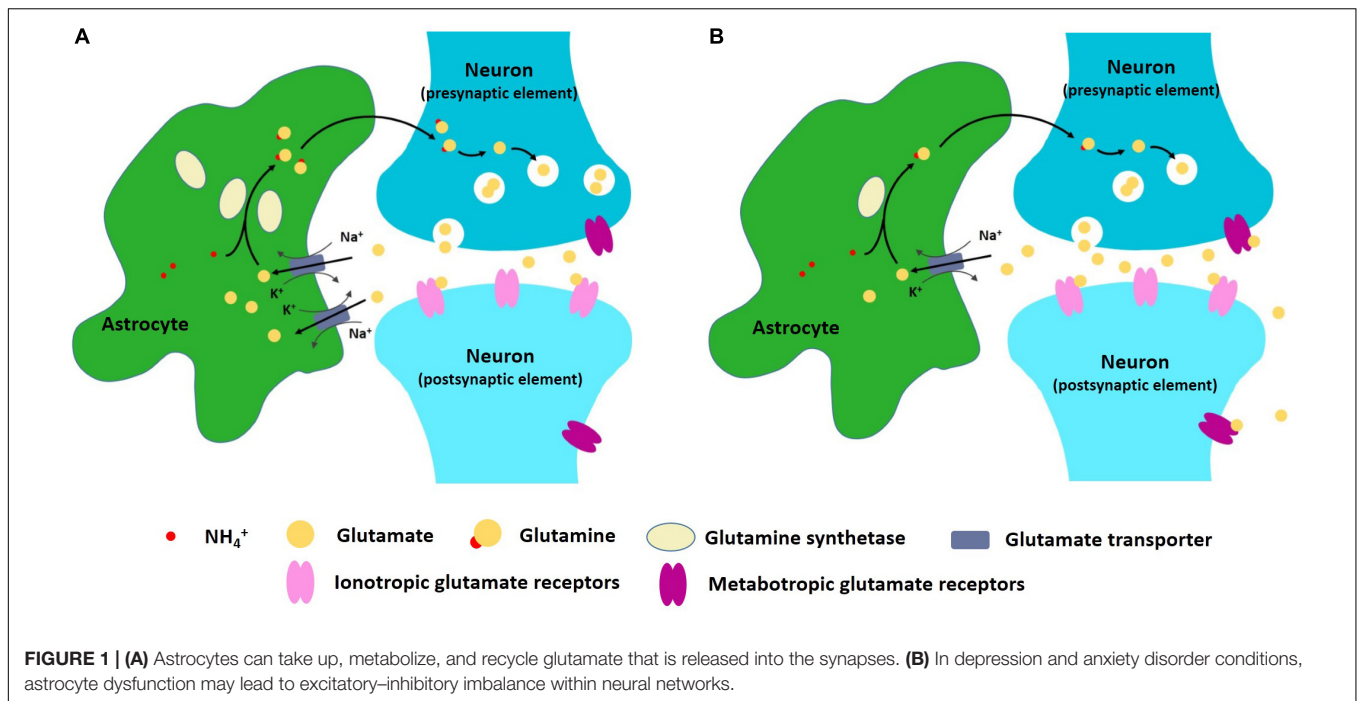 A
Neuron
(presynaptic element)
Na⁺
K⁺
K⁺
Na⁺
Astrocyte
Neuron
(postsynaptic element)
B
Neuron
(presynaptic element)
Na⁺
K⁺
Astrocyte
Neuron
(postsynaptic element)
NH₄⁺ Glutamate Glutamine Glutamine synthetase Glutamate transporter
Ionotropic glutamate receptors Metabotropic glutamate receptors
FIGURE 1 | (A) Astrocytes can take up, metabolize, and recycle glutamate that is released into the synapses. (B) In depression and anxiety disorder conditions,
astrocyte dysfunction may lead to excitatory–inhibitory imbalance within neural networks.